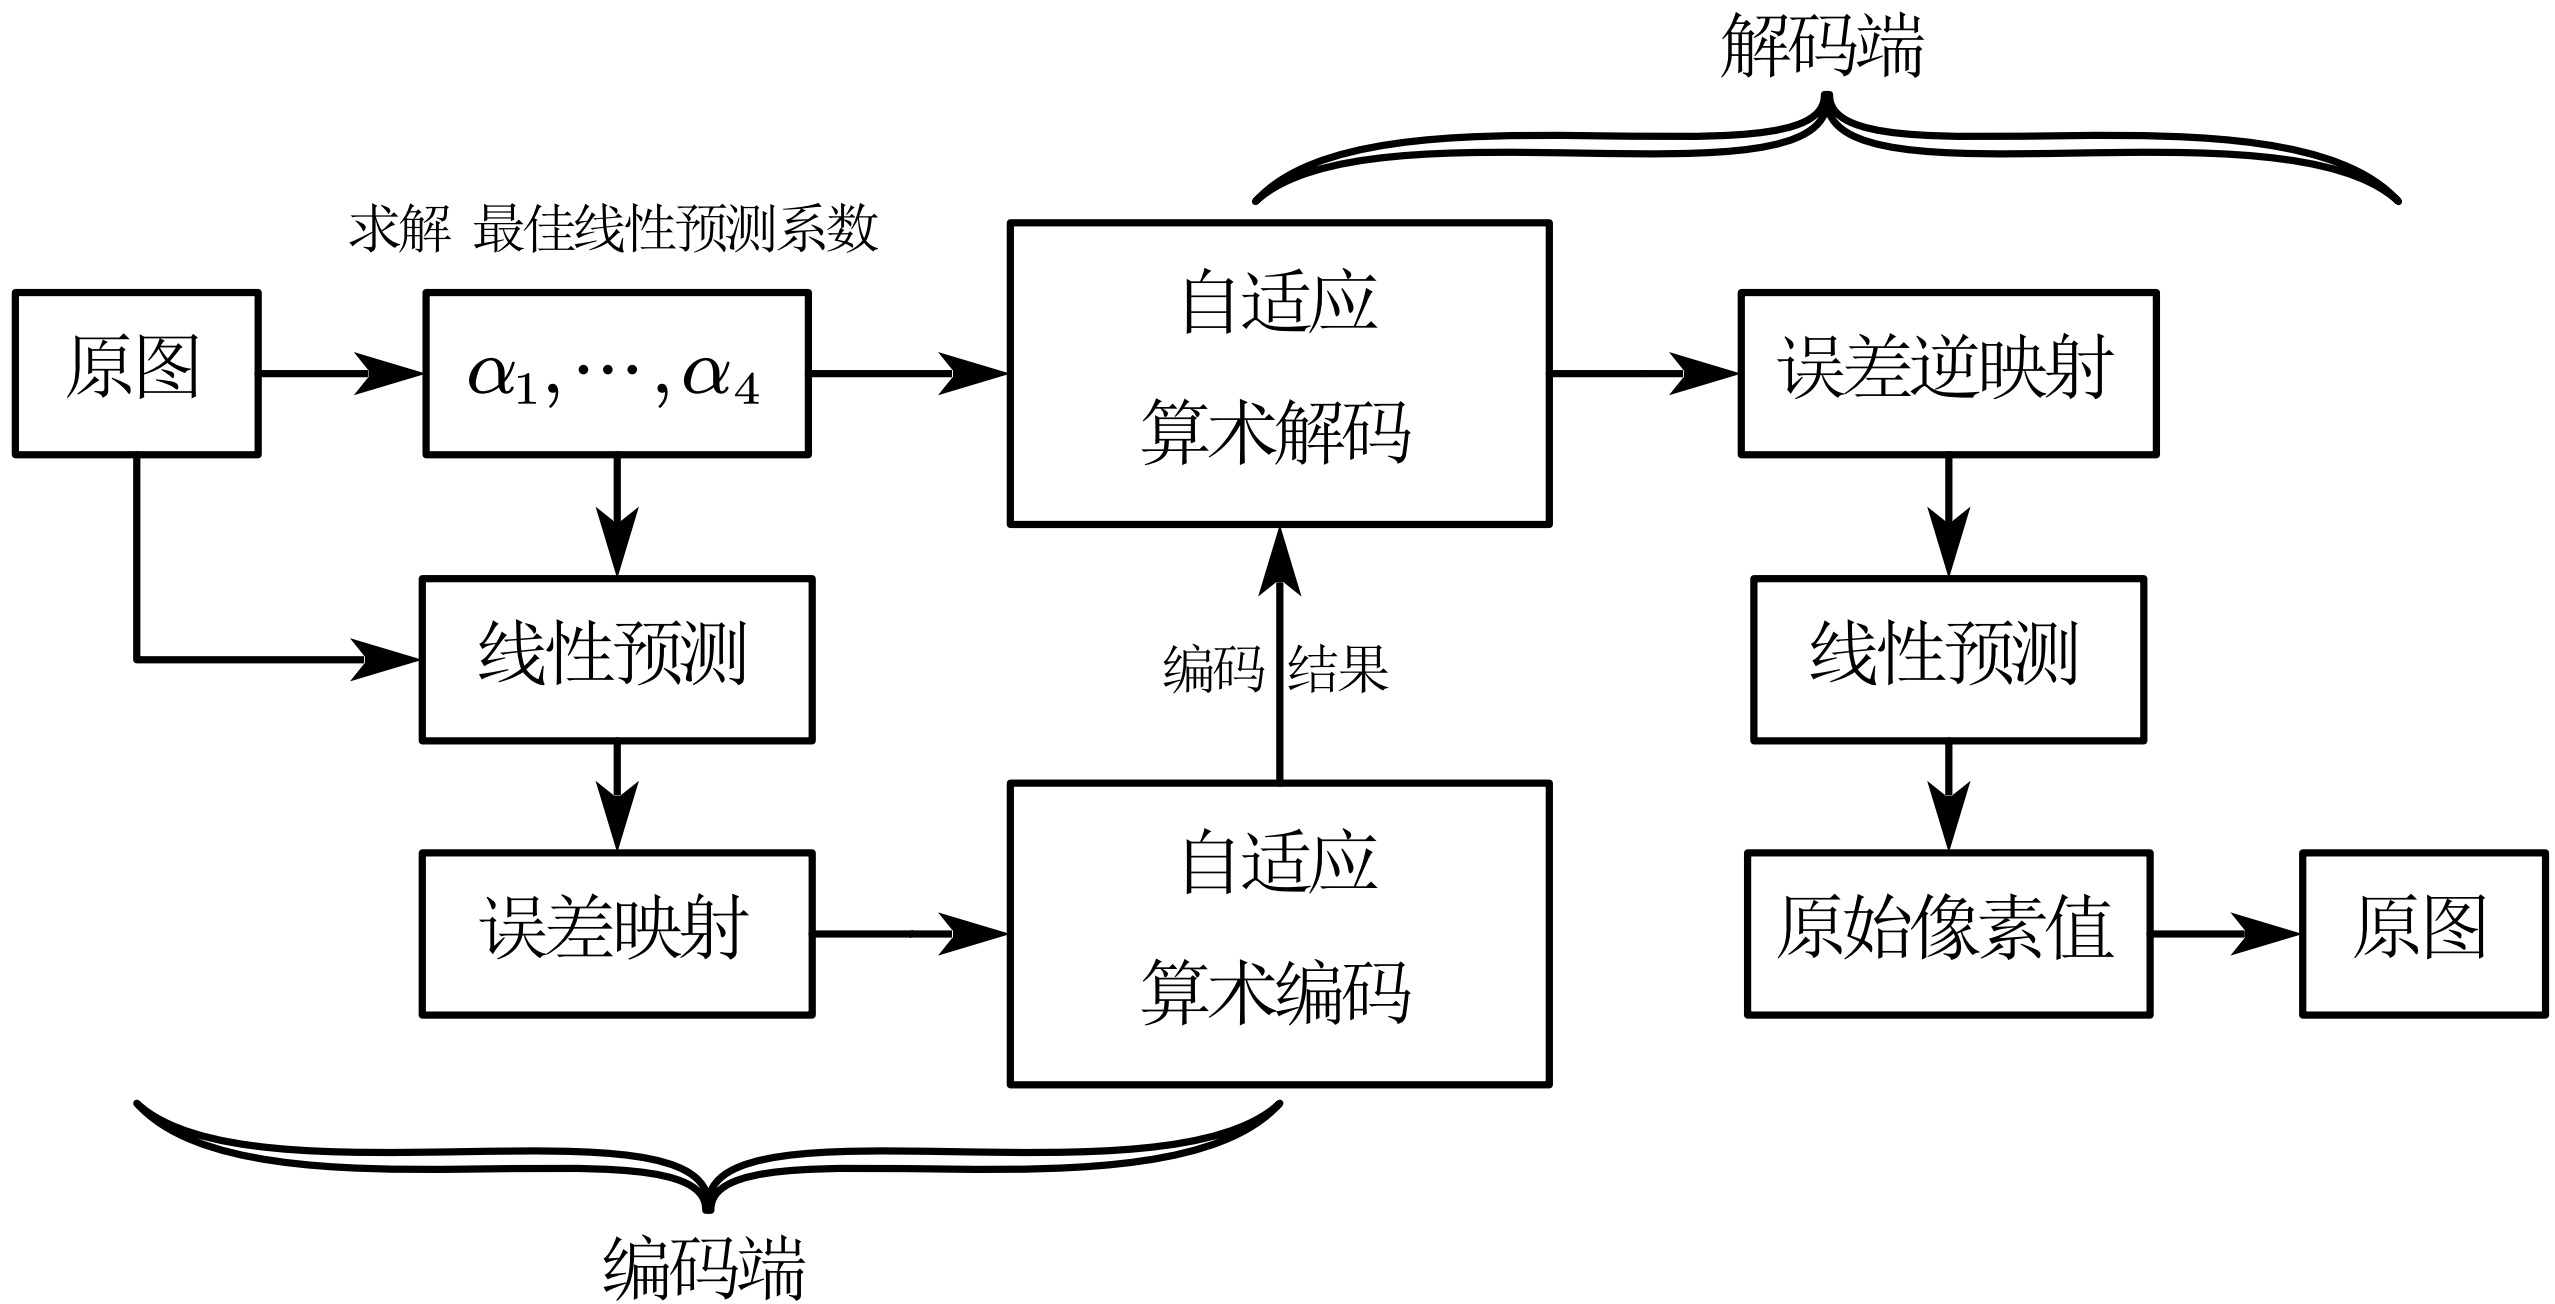 解码端
求解 最佳线性预测系数
原图
α₁, ⋯, α₄
自适应
算术解码
误差逆映射
线性预测
编码 结果
线性预测
误差映射
自适应
算术编码
原始像素值
原图
编码端